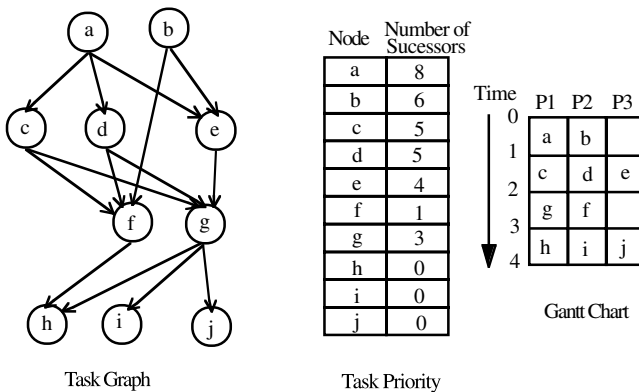 a
b
c
d
e
f
g
h
i
j
Task Graph
Node
Number of
Sucessors
a 8
b 6
c 5
d 5
e 4
f 1
g 3
h 0
i 0
j 0
Task Priority
Time
P1 P2 P3
0
a b
1
c d e
2
g f
3
h i j
4
Gantt Chart